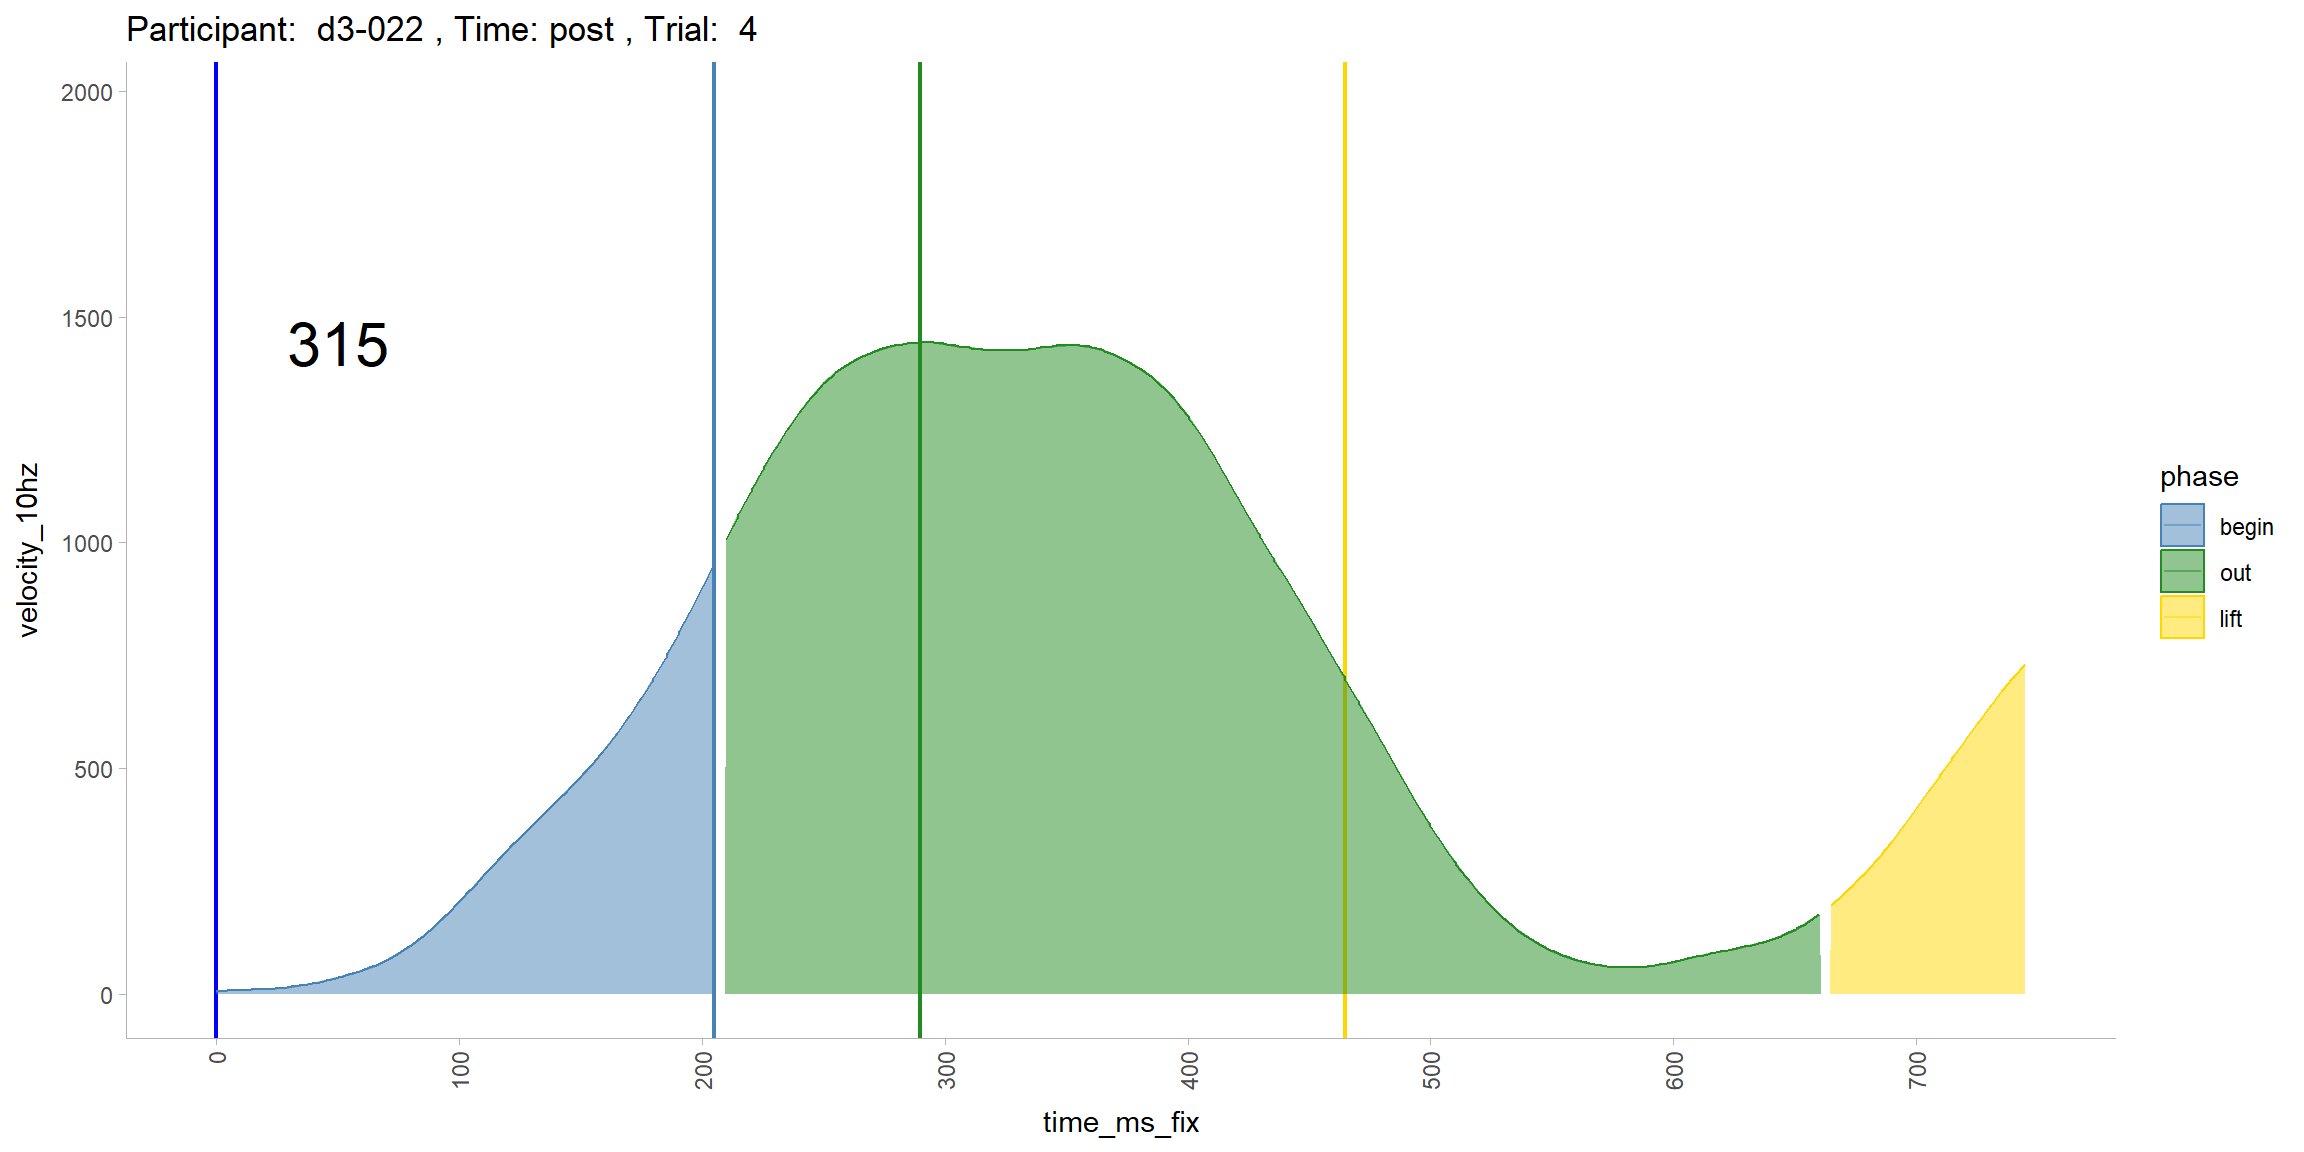 Participant:  d3-022 , Time: post , Trial:  4
2000
1500
1000
500
0
velocity_10hz
315
0
100
200
300
400
500
600
700
time_ms_fix
phase
begin
out
lift